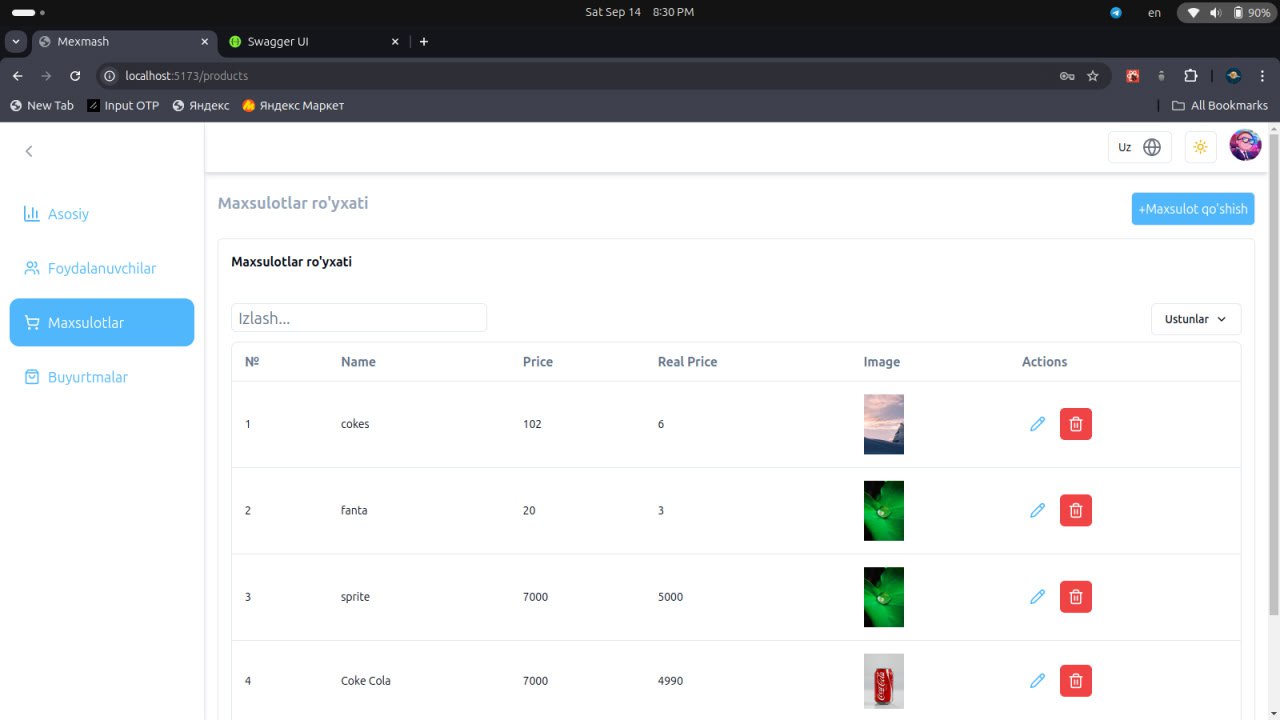 Sat Sep 14 8:30 PM
en
90%
Mexmash
Swagger UI
localhost:5173/products
New Tab
Input OTP
Яндекс
Яндекс Маркет
All Bookmarks
Uz
Asosiy
Foydalanuvchilar
Maxsulotlar
Buyurtmalar
Maxsulotlar ro'yxati
+Maxsulot qo'shish
Maxsulotlar ro'yxati
Izlash...
Ustunlar
№ Name Price Real Price Image Actions
1 cokes 102 6
2 fanta 20 3
3 sprite 7000 5000
4 Coke Cola 7000 4990
Coca-Cola